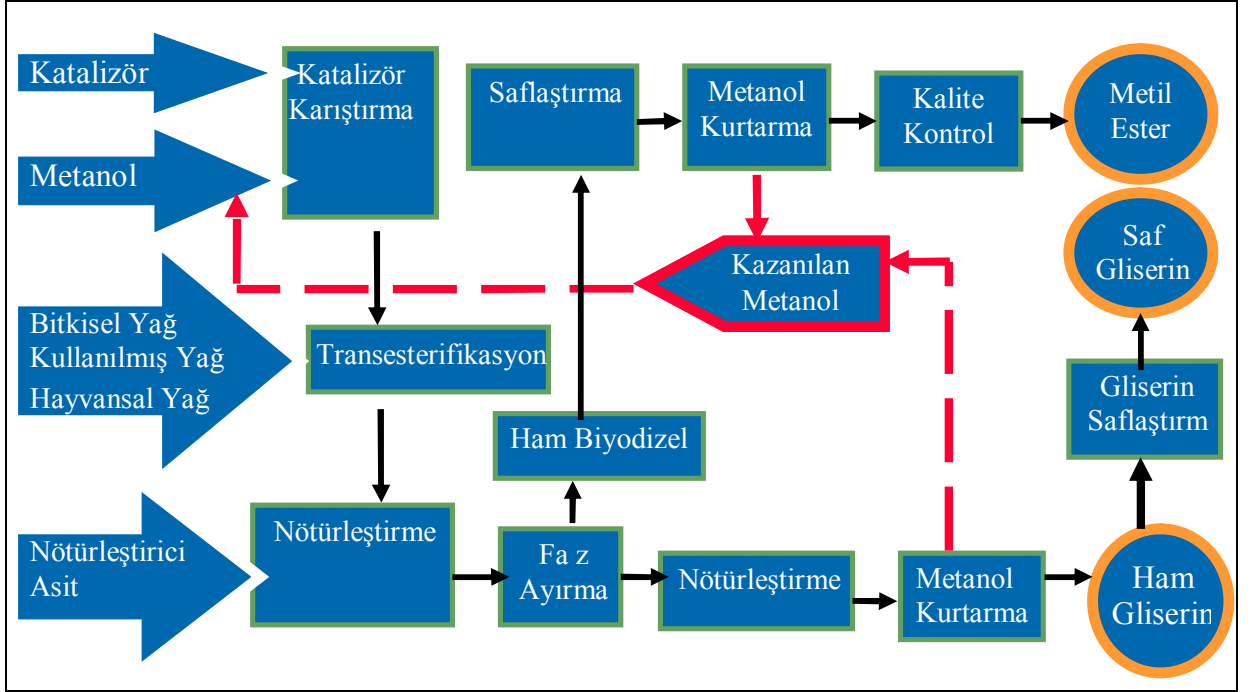 Katalizör
Katalizör
Karıştırma
Metanol
Saflaştırma
Metanol
Kurtarma
Kalite
Kontrol
Metil
Ester
Saf
Gliserin
Kazanılan
Metanol
Bitkisel Yağ
Kullanılmış Yağ
Hayvansal Yağ
Transesterifikasyon
Gliserin
Saflaştırm
Ham Biyodizel
Nötürleştirici
Asit
Nötürleştirme
Fa z
Ayırma
Nötürleştirme
Metanol
Kurtarma
Ham
Gliserin